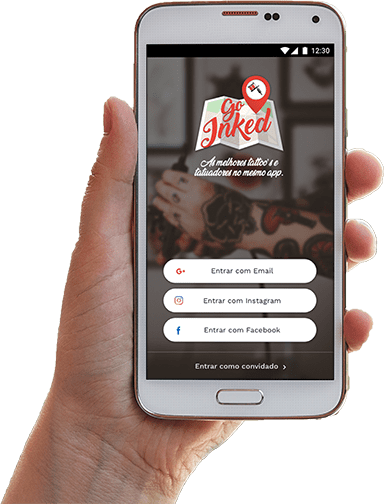 12:30
Go
Inked
As melhores tattoo's e
tatuadores no mesmo app.
G+ Entrar com Email
Entrar com Instagram
f Entrar com Facebook
Entrar como convidado >